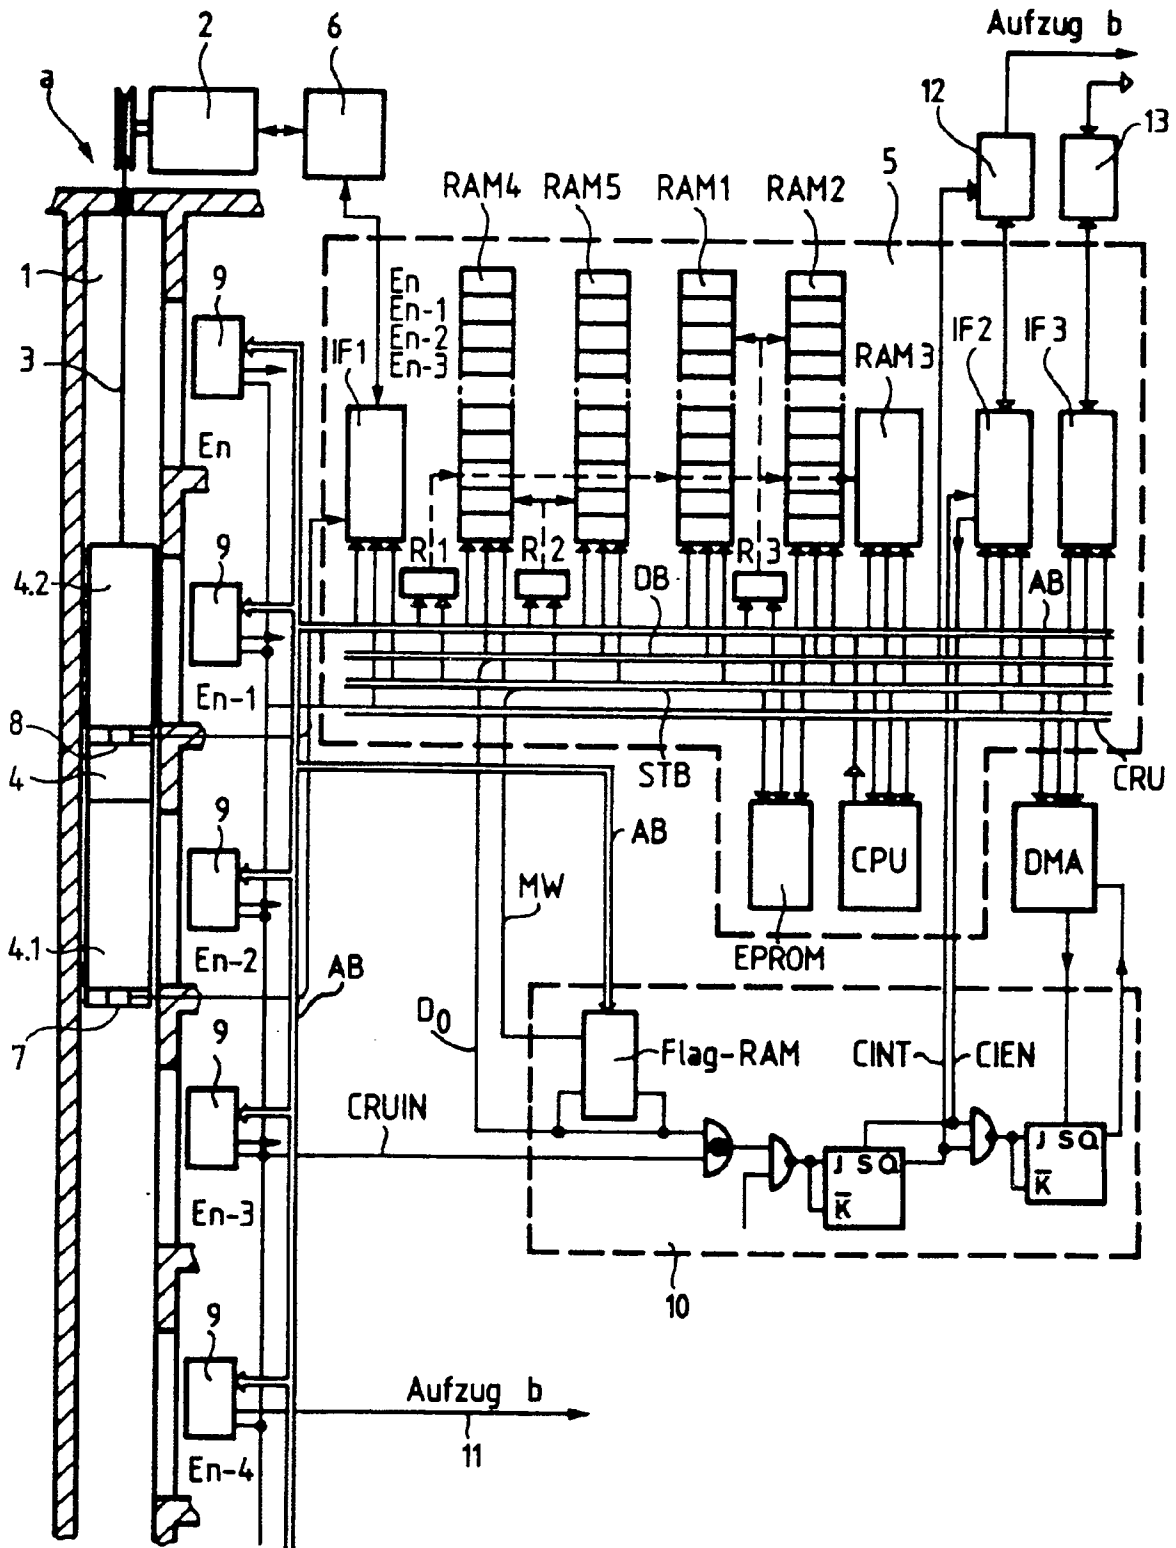 Aufzug b
2
6
a
12
13
5
RAM4
RAM5
RAM1
RAM2
1
9
En
En-1
En-2
En-3
IF1
IF2
IF3
RAM3
3
En
9
R1
R2
R3
DB
AB
4.2
En-1
8
4
STB
CRU
9
AB
CPU
DMA
MW
4.1
En-2
EPROM
AB
D0
7
9
Flag-RAM
CINT
CIEN
CRUIN
J S Q
K̅
J S Q
K̅
En-3
10
9
Aufzug b
11
En-4